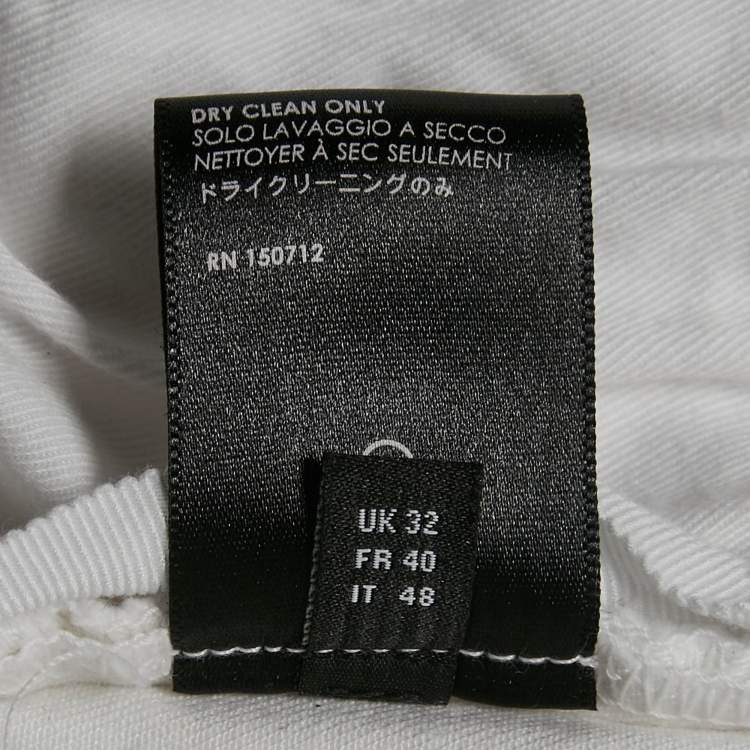 DRY CLEAN ONLY
SOLO LAVAGGIO A SECCO
NETTOYER À SEC SEULEMENT
ドライクリーニングのみ
RN 150712
UK 32
FR 40
IT 48